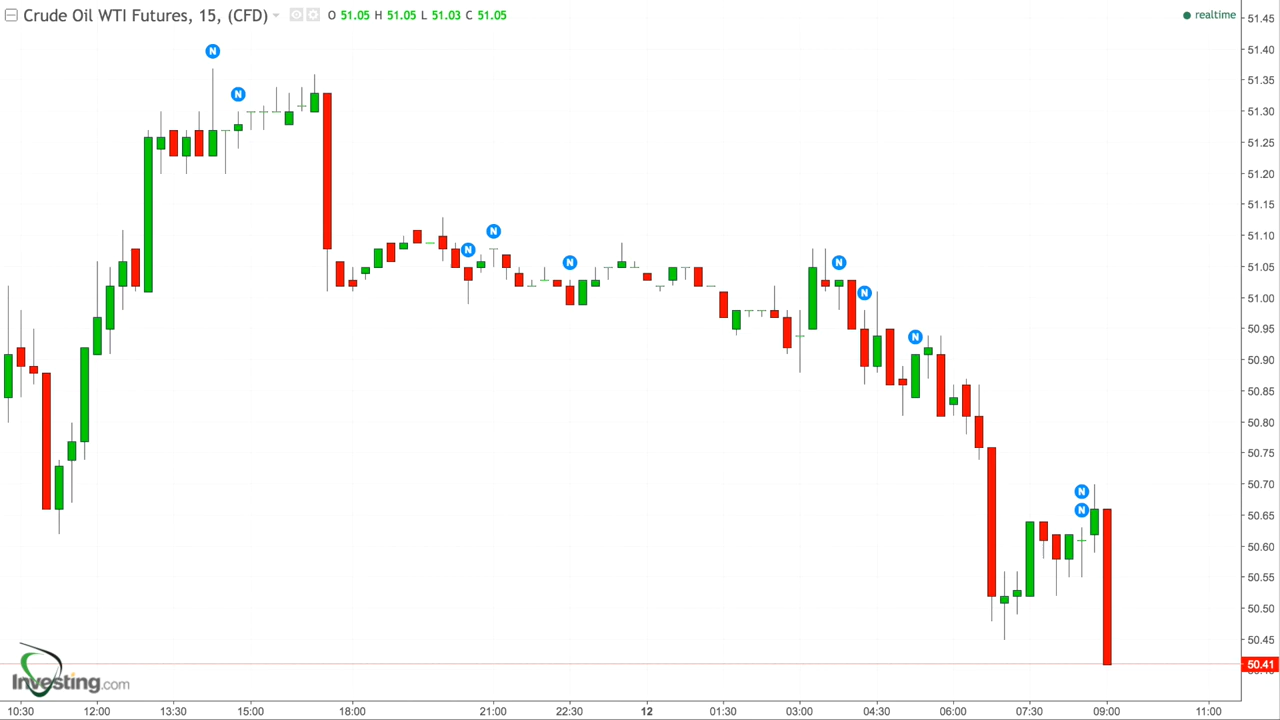 Crude Oil WTI Futures, 15, (CFD) O 51.05 H 51.05 L 51.03 C 51.05
realtime
N
N
N
N
N
N
N
N
N
N
51.45
51.40
51.35
51.30
51.25
51.20
51.15
51.10
51.05
51.00
50.95
50.90
50.85
50.80
50.75
50.70
50.65
50.60
50.55
50.50
50.45
50.41
Investing.com
10:30 12:00 13:30 15:00 18:00 21:00 22:30 12 01:30 03:00 04:30 06:00 07:30 09:00 11:00